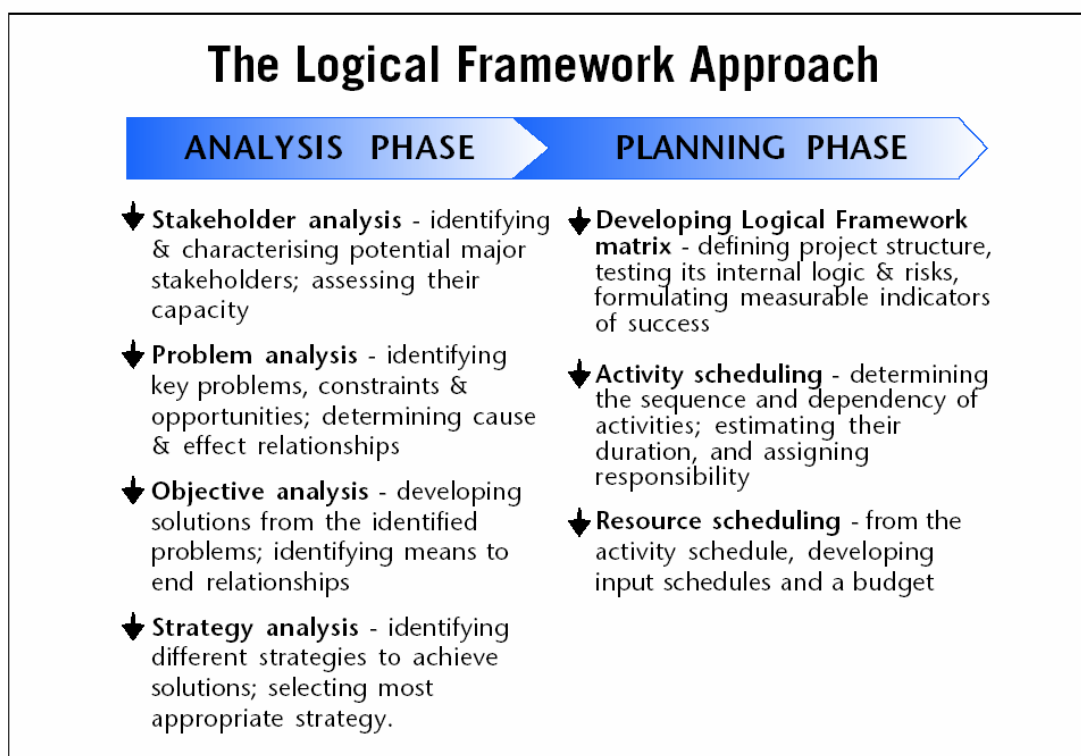 The Logical Framework Approach
ANALYSIS PHASE
PLANNING PHASE
Stakeholder analysis - identifying
& characterising potential major
stakeholders; assessing their
capacity
Problem analysis - identifying
key problems, constraints &
opportunities; determining cause
& effect relationships
Objective analysis - developing
solutions from the identified
problems; identifying means to
end relationships
Strategy analysis - identifying
different strategies to achieve
solutions; selecting most
appropriate strategy.
Developing Logical Framework
matrix - defining project structure,
testing its internal logic & risks,
formulating measurable indicators
of success
Activity scheduling - determining
the sequence and dependency of
activities; estimating their
duration, and assigning
responsibility
Resource scheduling - from the
activity schedule, developing
input schedules and a budget